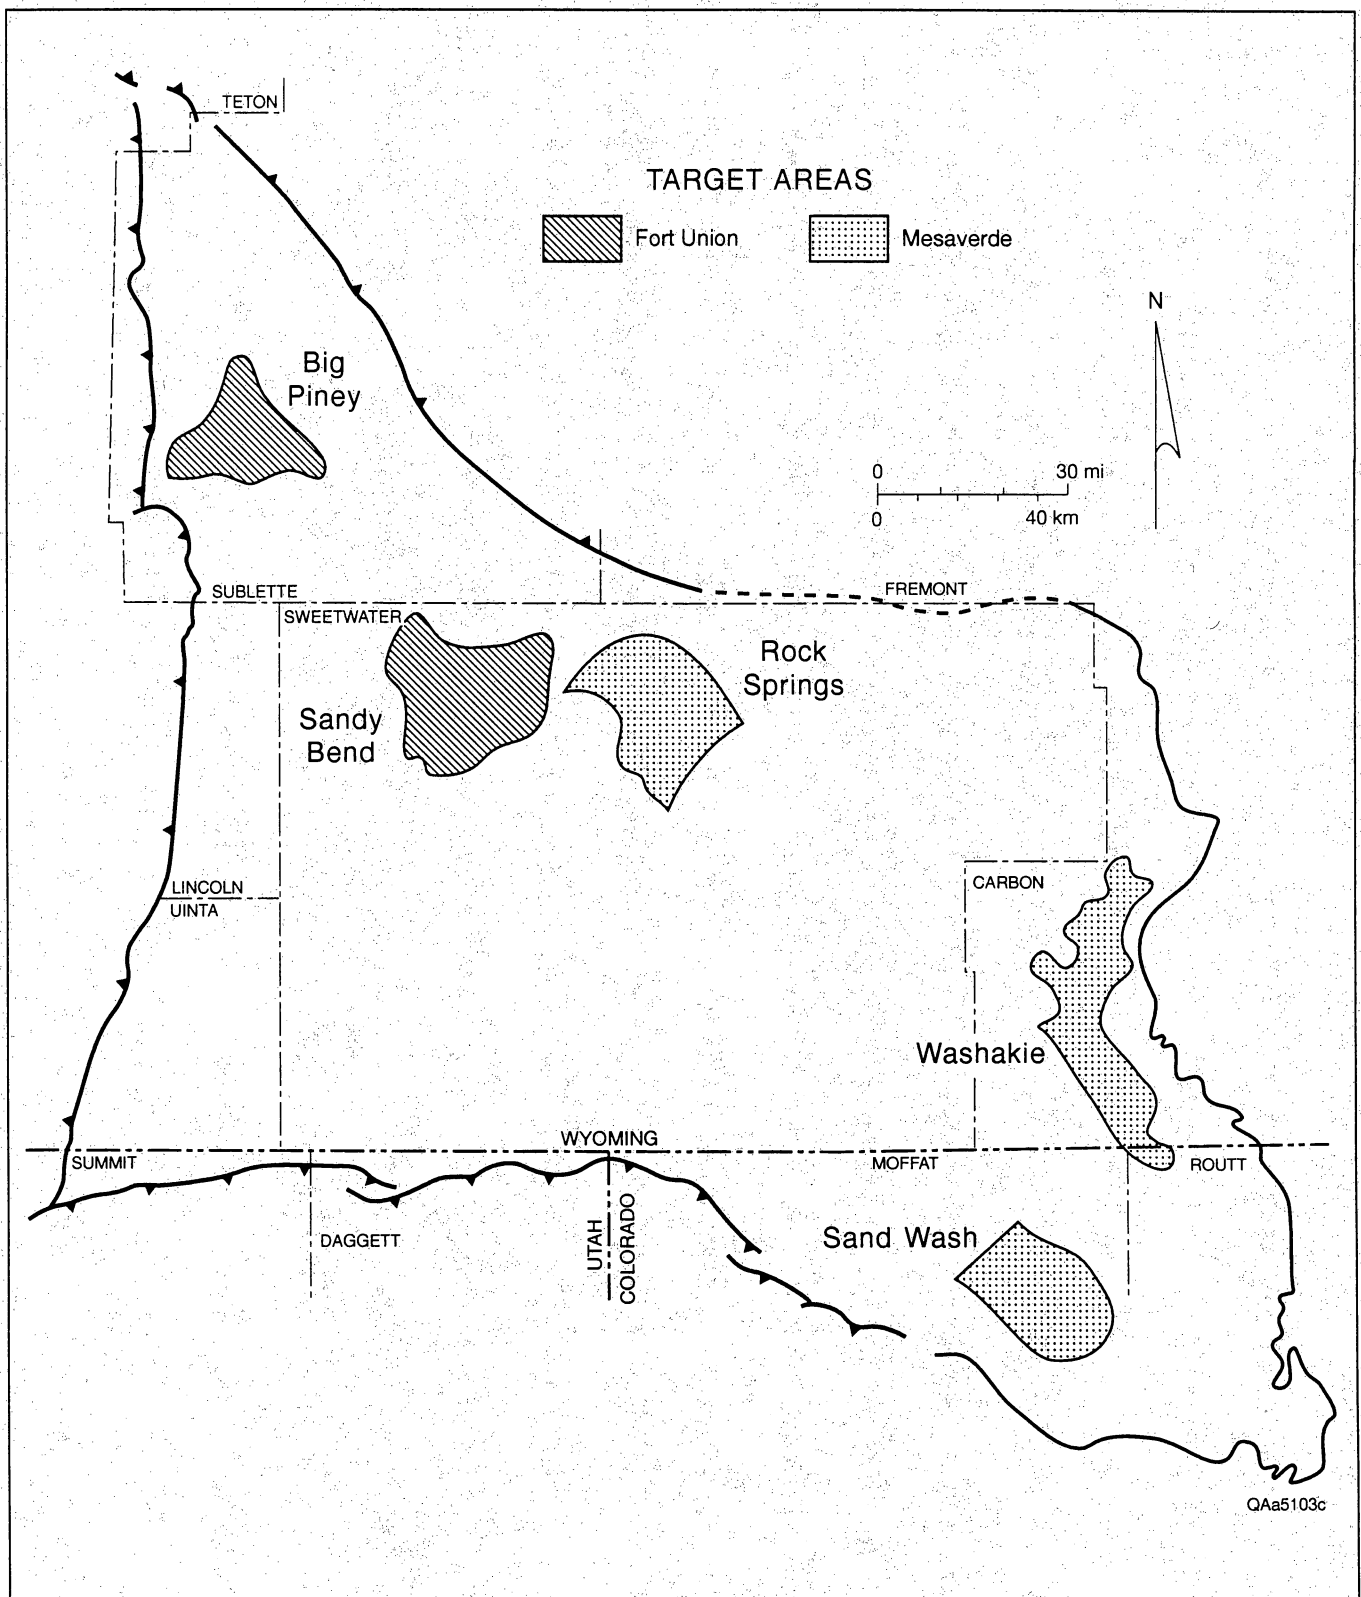 TETON
TARGET AREAS
Fort Union
Mesaverde
N
Big
Piney
0
30 mi
0
40 km
SUBLETTE
FREMONT
SWEETWATER
Rock
Springs
Sandy
Bend
LINCOLN
UINTA
CARBON
Washakie
WYOMING
SUMMIT
MOFFAT
ROUTT
DAGGETT
UTAH
COLORADO
Sand Wash
QAa5103c